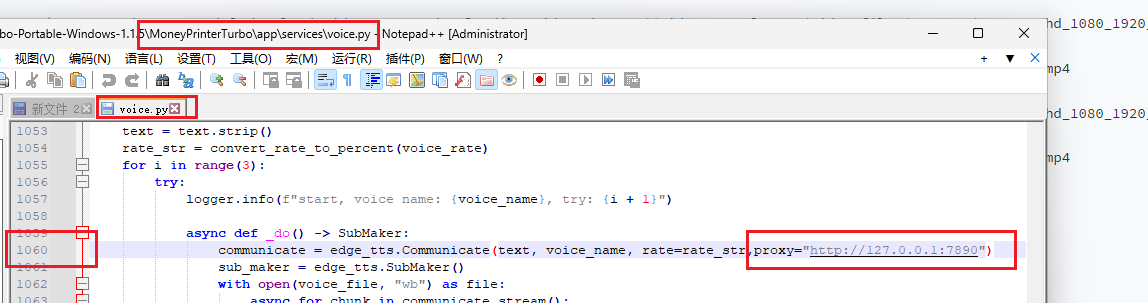 bo-Portable-Windows-1.1.5\MoneyPrinterTurbo\app\services\voice.py - Notepad++ [Administrator]
nd_1080_1920_
视图(V) 编码(N) 语言(L) 设置(T) 工具(O) 宏(M) 运行(R) 插件(P) 窗口(W) ?
+ ▼ ×
mp4
新文件 2
voice.py
nd_1080_1920_
1053 text = text.strip()
1054 rate_str = convert_rate_to_percent(voice_rate)
1055 for i in range(3):
mp4
1056 try:
1057 logger.info(f"start, voice name: {voice_name}, try: {i + 1}")
1058
1059 async def _do() -> SubMaker:
1060 communicate = edge_tts.Communicate(text, voice_name, rate=rate_str,proxy="http://127.0.0.1:7890")
1061 sub_maker = edge_tts.SubMaker()
1062 with open(voice_file, "wb") as file:
1063 async for chunk in communicate.stream():